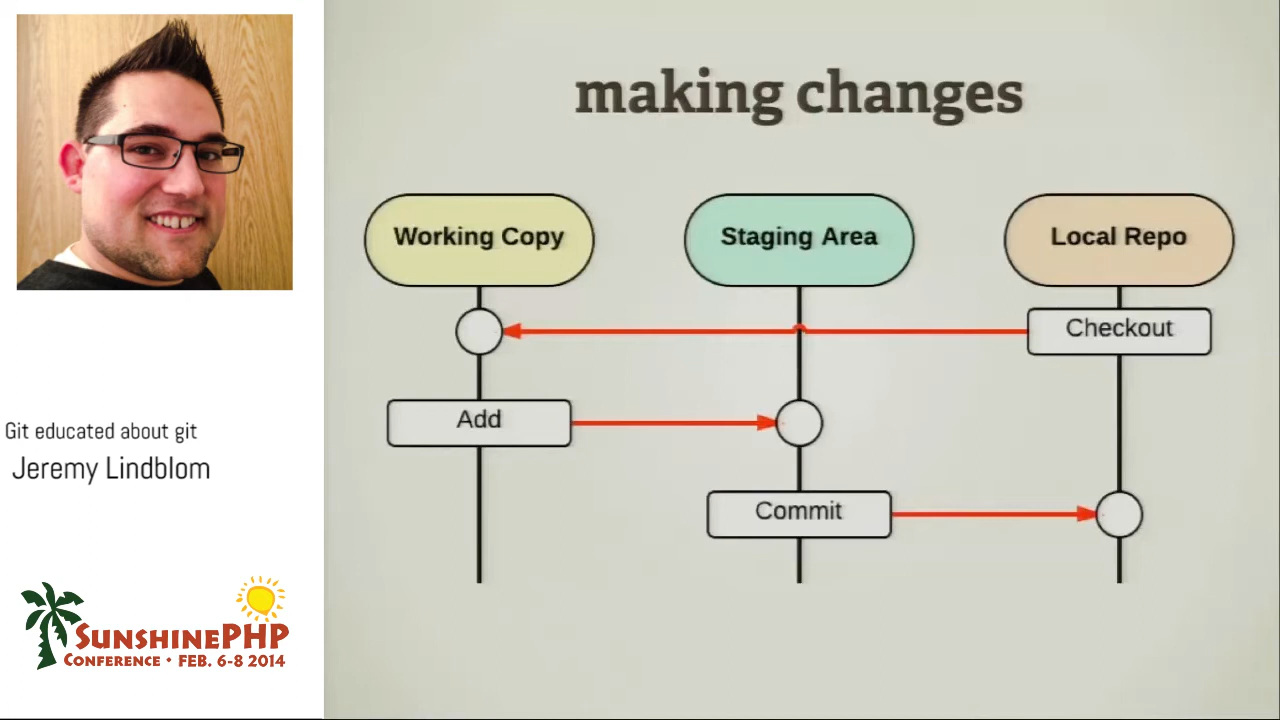 making changes
Working Copy
Staging Area
Local Repo
Checkout
Add
Commit
Git educated about git
Jeremy Lindblom
SunshinePHP
Conference • Feb. 6-8 2014